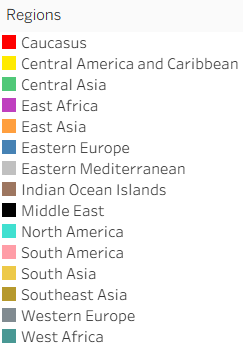 Regions
Caucasus
Central America and Caribbean
Central Asia
East Africa
East Asia
Eastern Europe
Eastern Mediterranean
Indian Ocean Islands
Middle East
North America
South America
South Asia
Southeast Asia
Western Europe
West Africa